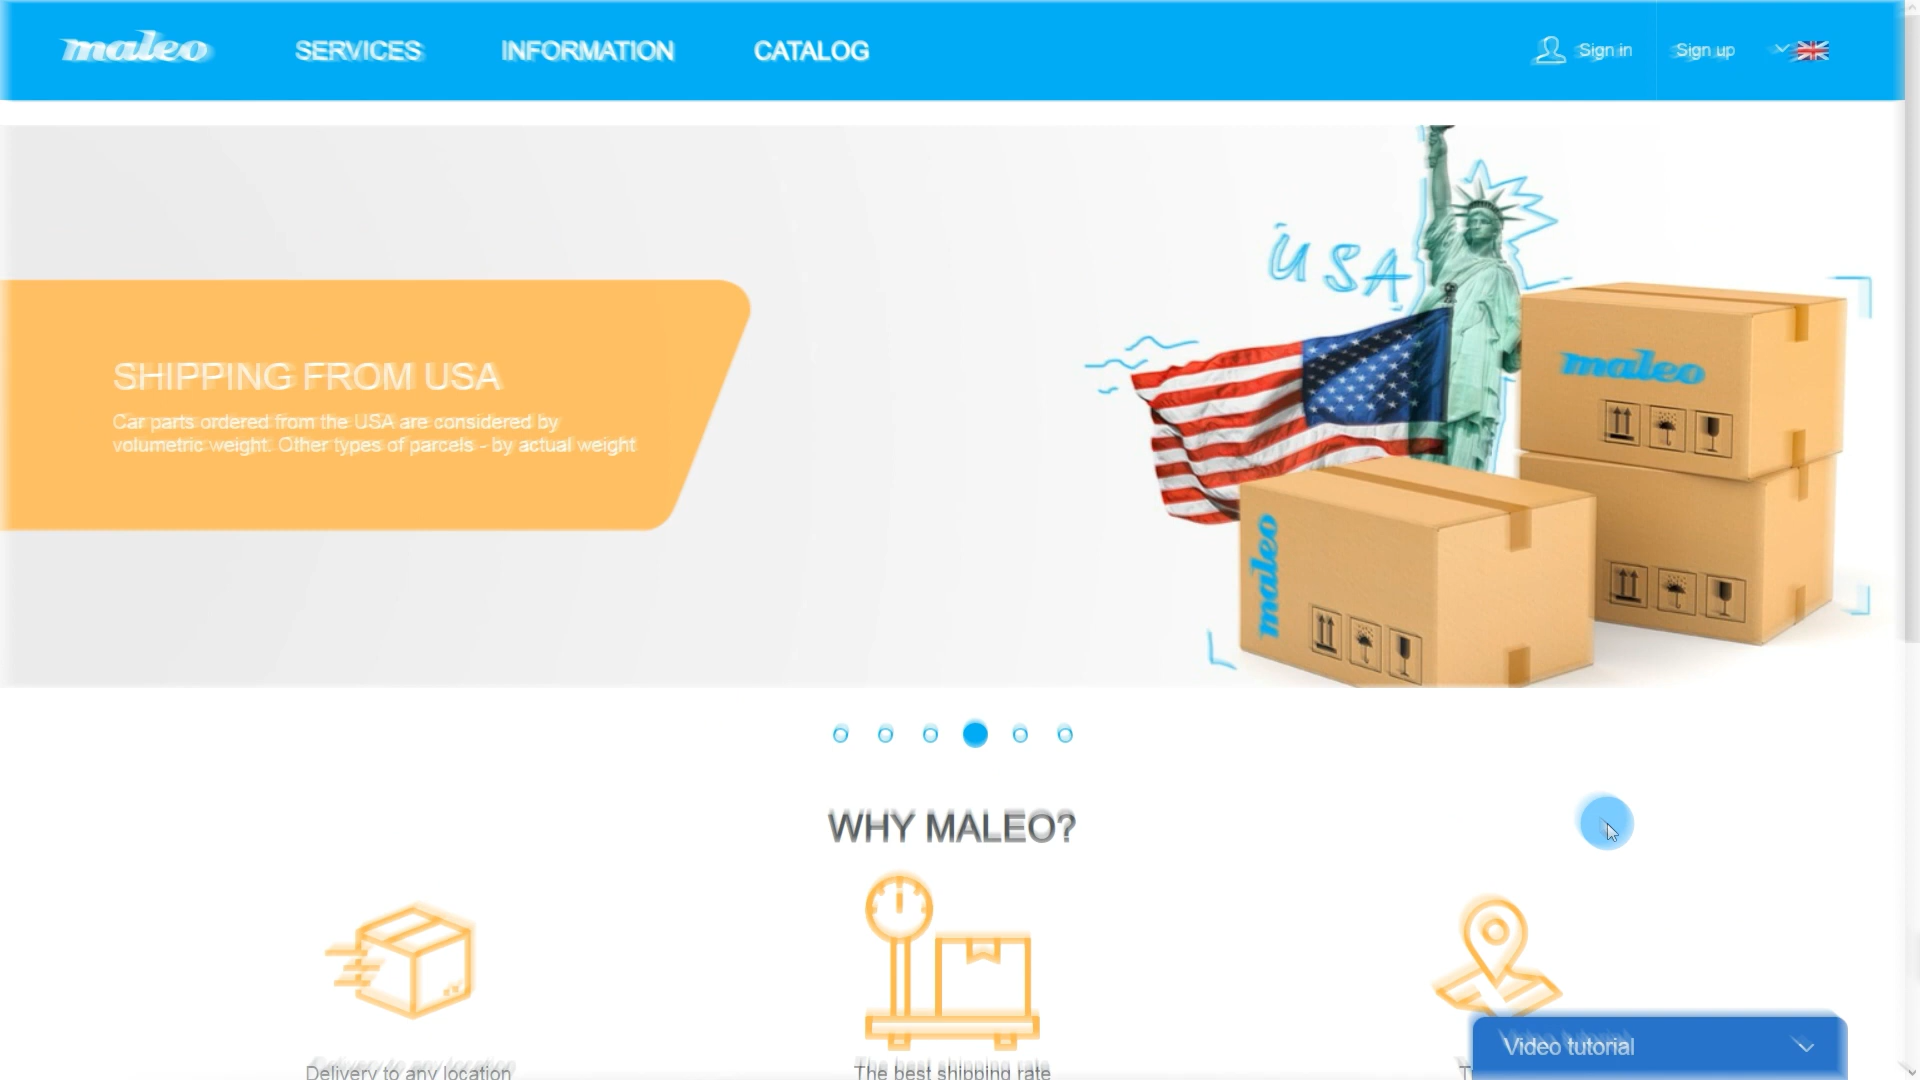 maleo
SERVICES
INFORMATION
CATALOG
Sign in
Sign up
USA
maleo
SHIPPING FROM USA
Car parts ordered from the USA are considered by
volumetric weight. Other types of parcels - by actual weight
maleo
WHY MALEO?
Delivery to any location
The best shipping rate
Video tutorial